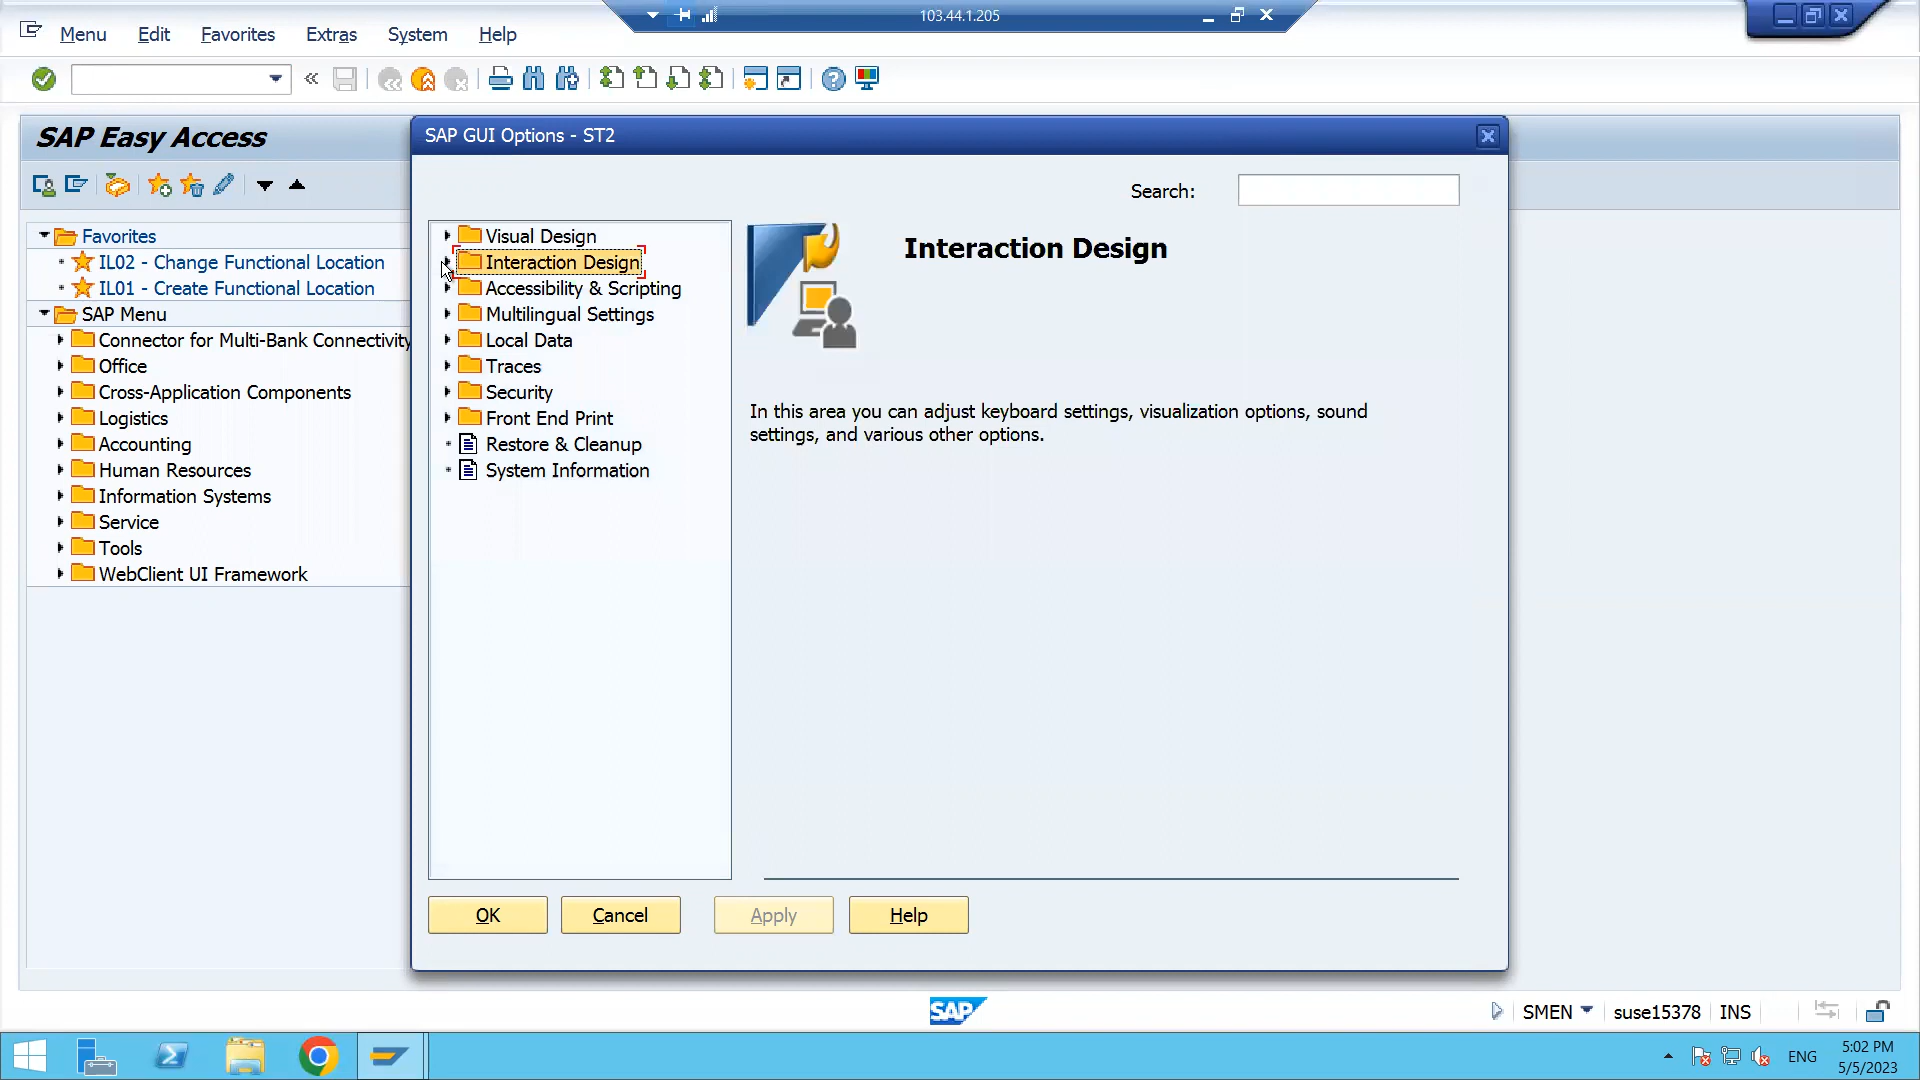 103.44.1.205
Menu Edit Favorites Extras System Help
SAP Easy Access
SAP GUI Options - ST2
Search:
Favorites
IL02 - Change Functional Location
IL01 - Create Functional Location
SAP Menu
Connector for Multi-Bank Connectivity
Office
Cross-Application Components
Logistics
Accounting
Human Resources
Information Systems
Service
Tools
WebClient UI Framework
Visual Design
Interaction Design
Accessibility & Scripting
Multilingual Settings
Local Data
Traces
Security
Front End Print
Restore & Cleanup
System Information
Interaction Design
In this area you can adjust keyboard settings, visualization options, sound
settings, and various other options.
OK Cancel Apply Help
SAP
SMEN suse15378 INS
ENG
5:02 PM
5/5/2023